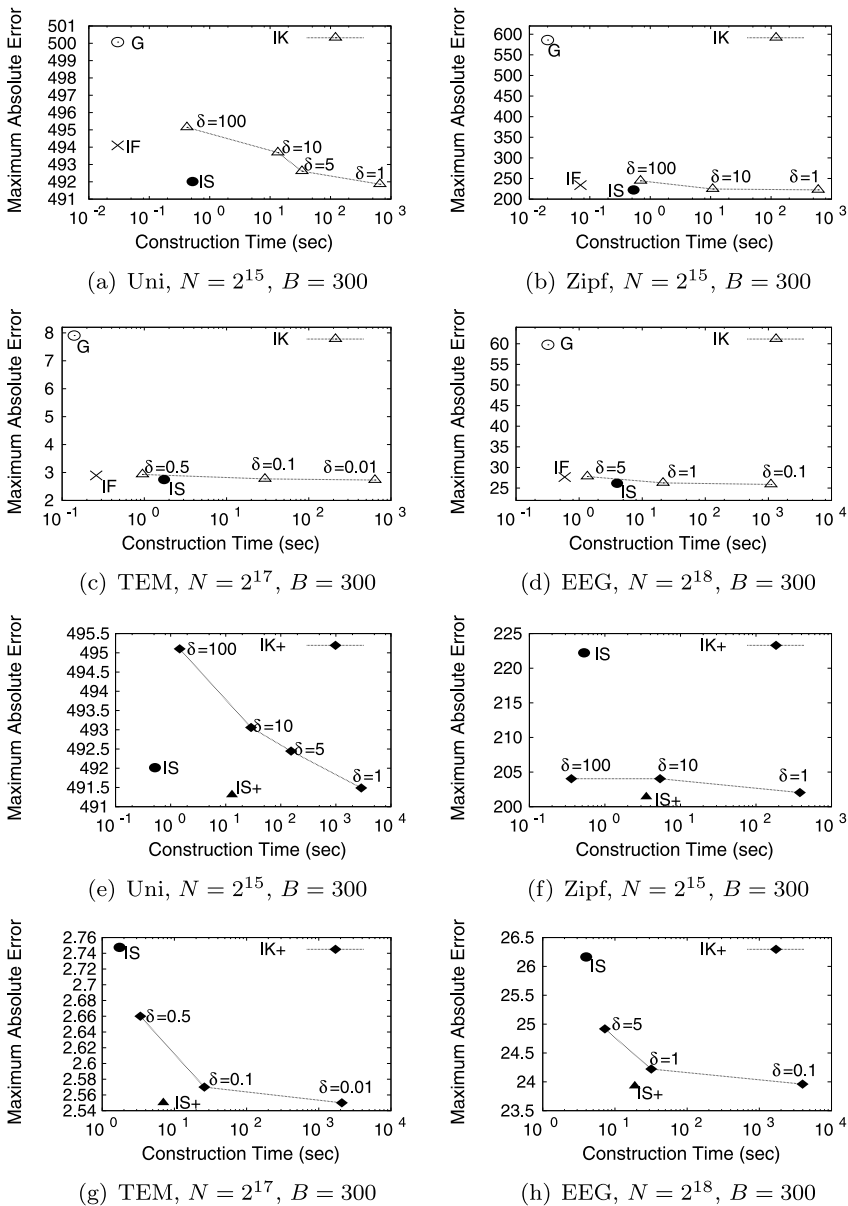 Maximum Absolute Error
501
500
499
498
497
496
495
494
493
492
491
G
IK
δ=100
δ=10
δ=5
δ=1
IF
IS
10^-2 10^-1 10^0 10^1 10^2 10^3
Construction Time (sec)
(a) Uni, N = 2^15, B = 300
Maximum Absolute Error
600
550
500
450
400
350
300
250
200
G
IK
δ=100
δ=10
δ=1
IF
IS
10^-2 10^-1 10^0 10^1 10^2 10^3
Construction Time (sec)
(b) Zipf, N = 2^15, B = 300
Maximum Absolute Error
8
7
6
5
4
3
2
G
IK
δ=0.5
δ=0.1
δ=0.01
IF
IS
10^-1 10^0 10^1 10^2 10^3
Construction Time (sec)
(c) TEM, N = 2^17, B = 300
Maximum Absolute Error
60
55
50
45
40
35
30
25
G
IK
IF
δ=5
δ=1
δ=0.1
IS
10^-1 10^0 10^1 10^2 10^3 10^4
Construction Time (sec)
(d) EEG, N = 2^18, B = 300
Maximum Absolute Error
495.5
495
494.5
494
493.5
493
492.5
492
491.5
491
IK+
δ=100
δ=10
δ=5
δ=1
IS
IS+
10^-1 10^0 10^1 10^2 10^3 10^4
Construction Time (sec)
(e) Uni, N = 2^15, B = 300
Maximum Absolute Error
225
220
215
210
205
200
IK+
IS
δ=100
δ=10
δ=1
IS+
10^-1 10^0 10^1 10^2 10^3
Construction Time (sec)
(f) Zipf, N = 2^15, B = 300
Maximum Absolute Error
2.76
2.74
2.72
2.7
2.68
2.66
2.64
2.62
2.6
2.58
2.56
2.54
IK+
IS
δ=0.5
δ=0.1
δ=0.01
IS+
10^0 10^1 10^2 10^3 10^4
Construction Time (sec)
(g) TEM, N = 2^17, B = 300
Maximum Absolute Error
26.5
26
25.5
25
24.5
24
23.5
IK+
IS
δ=5
δ=1
δ=0.1
IS+
10^0 10^1 10^2 10^3 10^4
Construction Time (sec)
(h) EEG, N = 2^18, B = 300